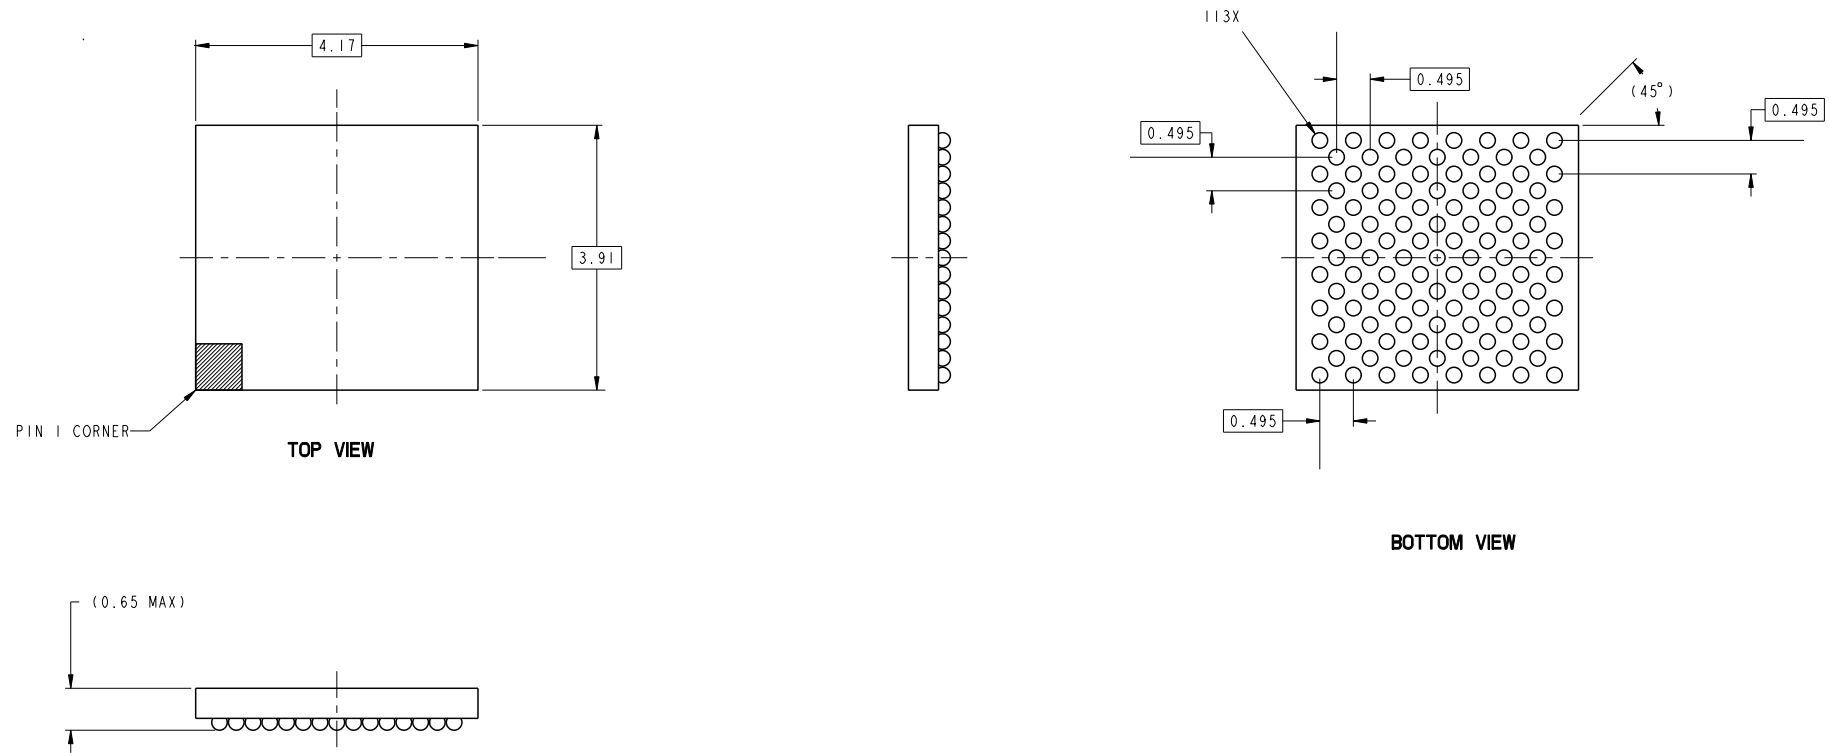 113X
4.17
0.495
(45°)
0.495
0.495
3.91
PIN 1 CORNER
0.495
TOP VIEW
BOTTOM VIEW
(0.65 MAX)